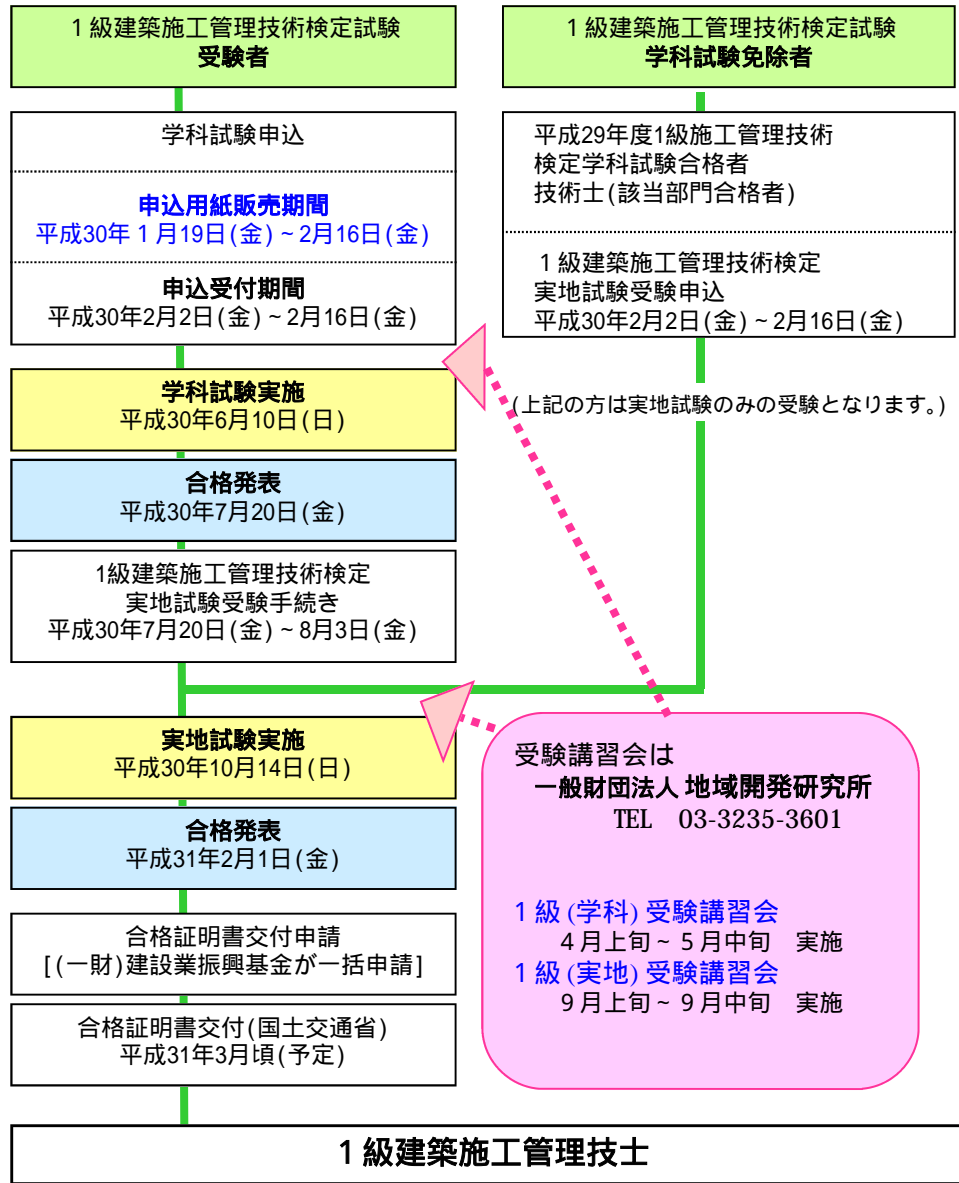 1級建築施工管理技術検定試験
受験者
学科試験申込
申込用紙販売期間
平成30年1月19日(金)~2月16日(金)
申込受付期間
平成30年2月2日(金)~2月16日(金)
学科試験実施
平成30年6月10日(日)
合格発表
平成30年7月20日(金)
1級建築施工管理技術検定
実地試験受験手続き
平成30年7月20日(金)~8月3日(金)
実地試験実施
平成30年10月14日(日)
合格発表
平成31年2月1日(金)
合格証明書交付申請
[(一財)建設業振興基金が一括申請]
合格証明書交付(国土交通省)
平成31年3月頃(予定)
1級建築施工管理技術検定試験
学科試験免除者
平成29年度1級施工管理技術
検定学科試験合格者
技術士(該当部門合格者)
1級建築施工管理技術検定
実地試験受験申込
平成30年2月2日(金)~2月16日(金)
(上記の方は実地試験のみの受験となります。)
受験講習会は
一般財団法人 地域開発研究所
TEL 03-3235-3601
1級(学科)受験講習会
4月上旬~5月中旬 実施
1級(実地)受験講習会
9月上旬~9月中旬 実施
1級建築施工管理技士